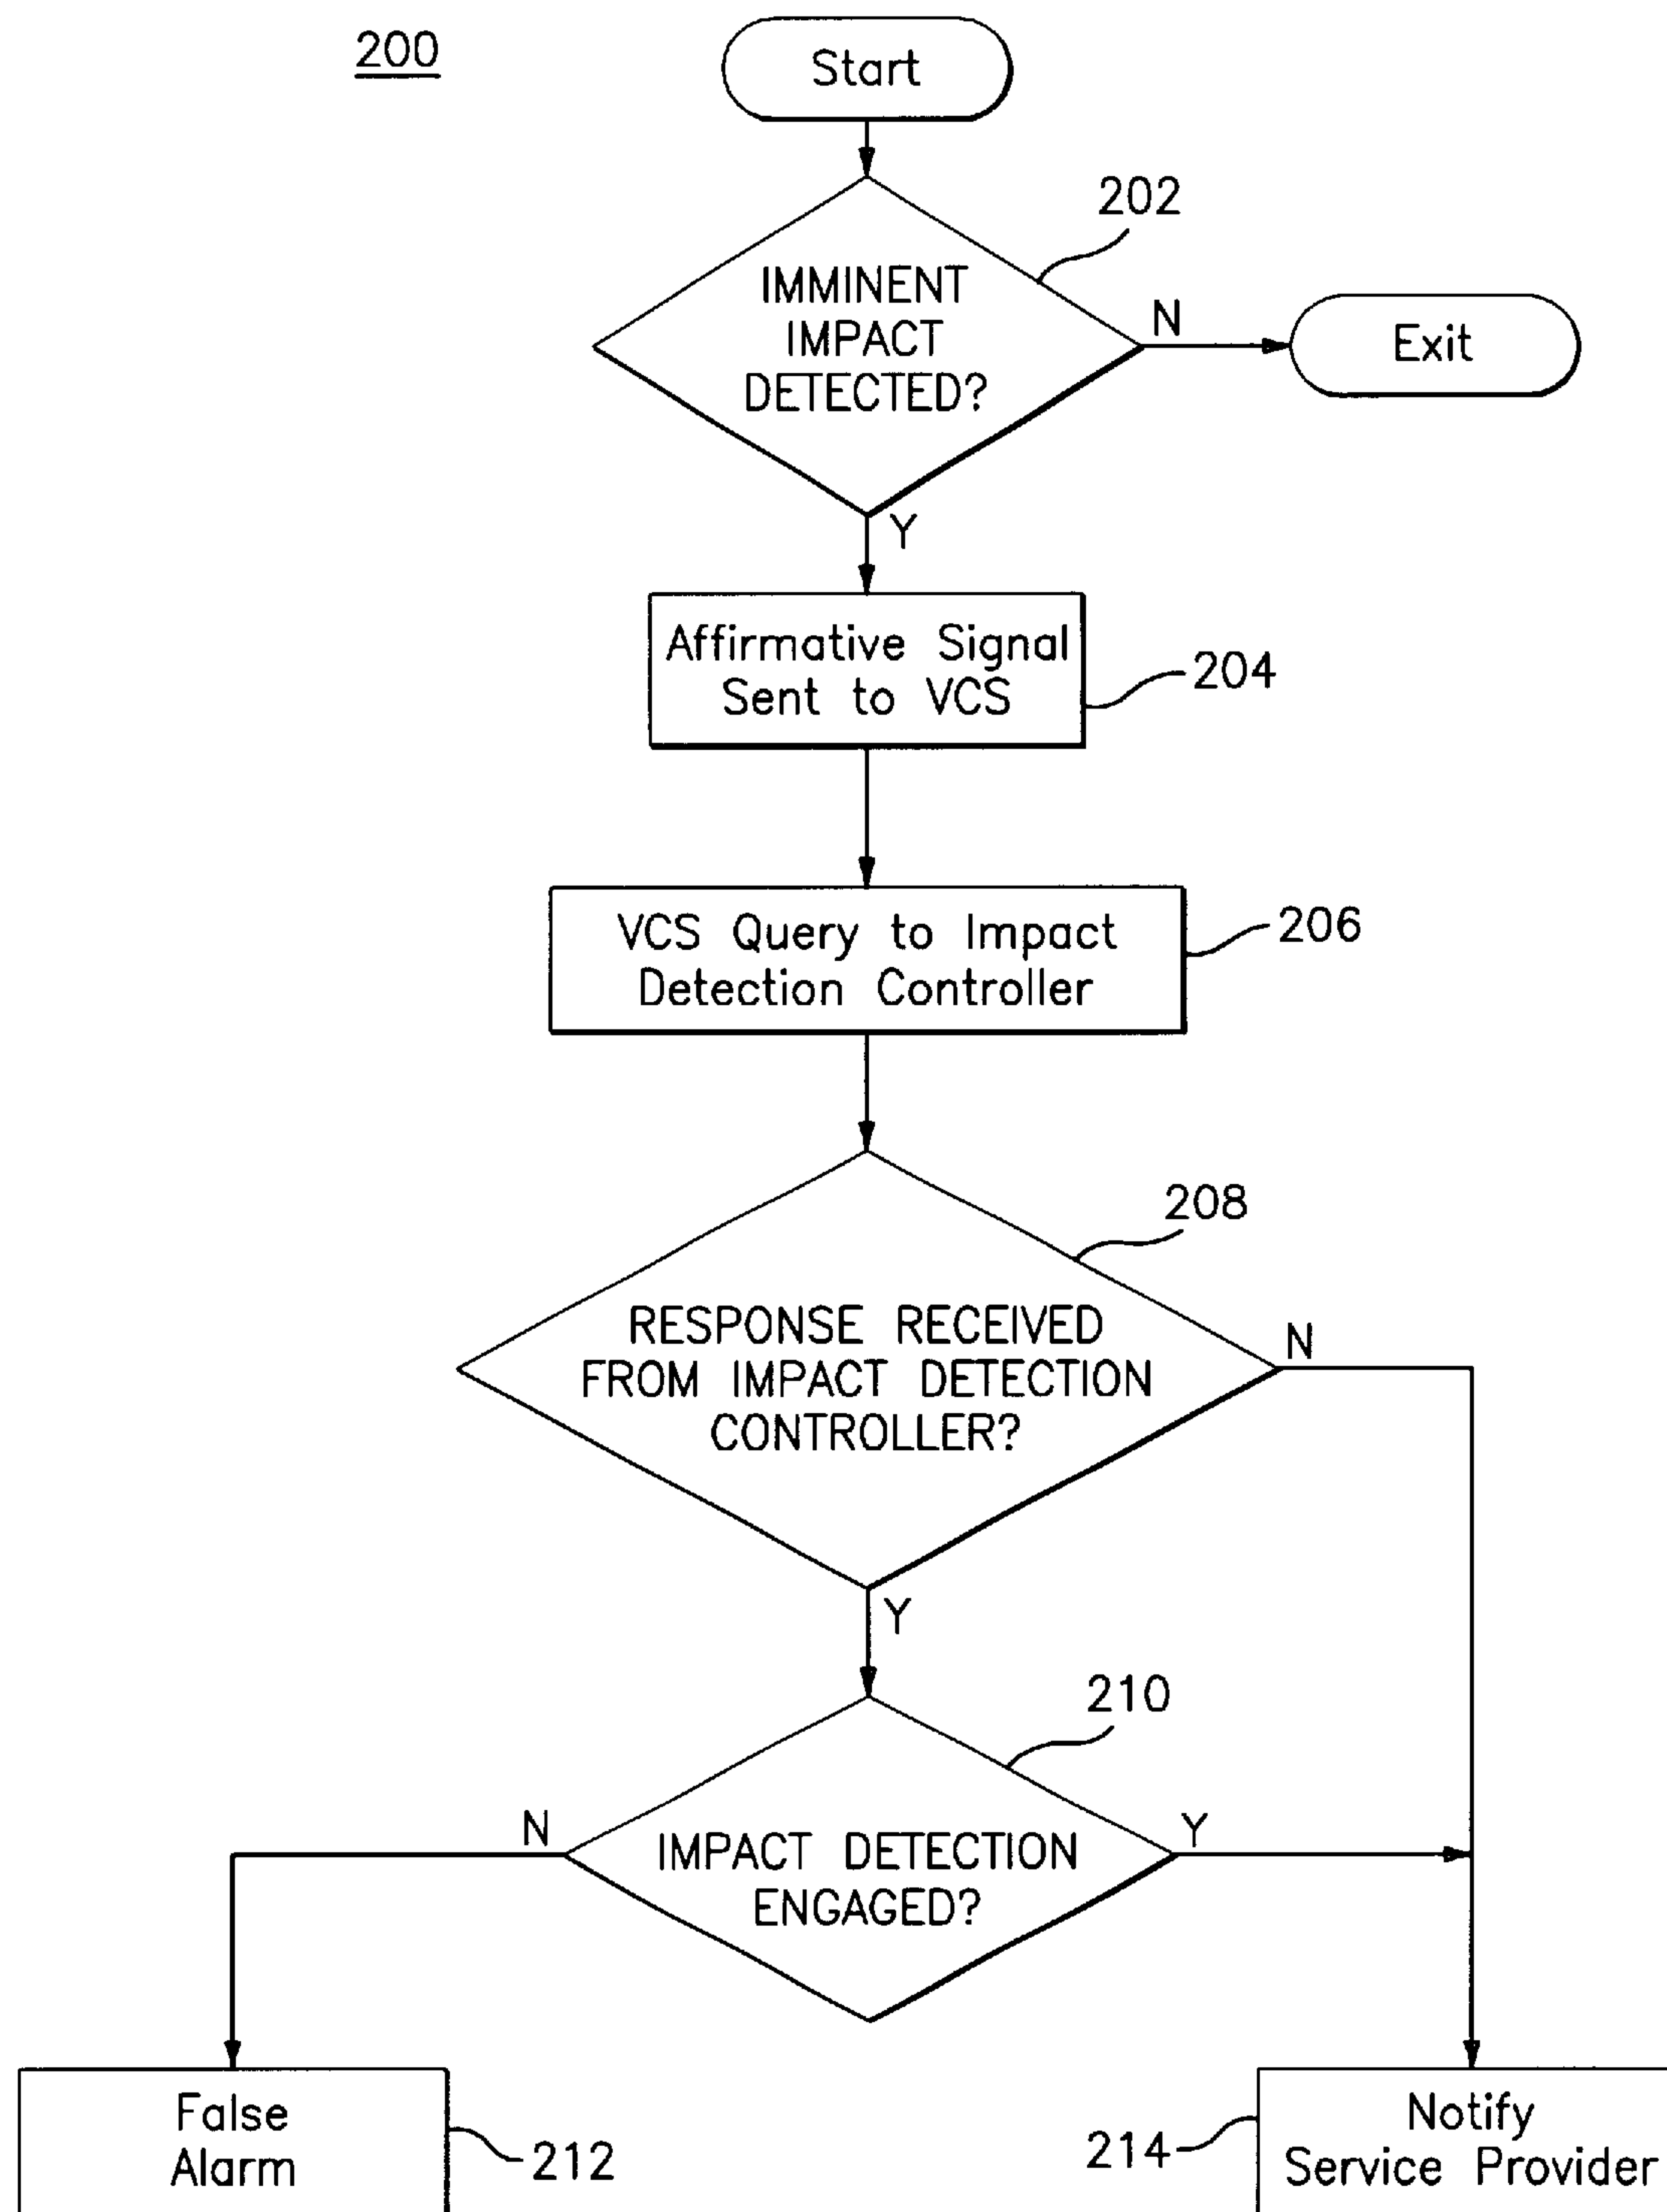 200
Start
202
IMMINENT
IMPACT
DETECTED?
N
Exit
Y
Affirmative Signal
Sent to VCS
204
VCS Query to Impact
Detection Controller
206
208
RESPONSE RECEIVED
FROM IMPACT DETECTION
CONTROLLER?
N
Y
210
N
IMPACT DETECTION
ENGAGED?
Y
False
Alarm
212
214
Notify
Service Provider